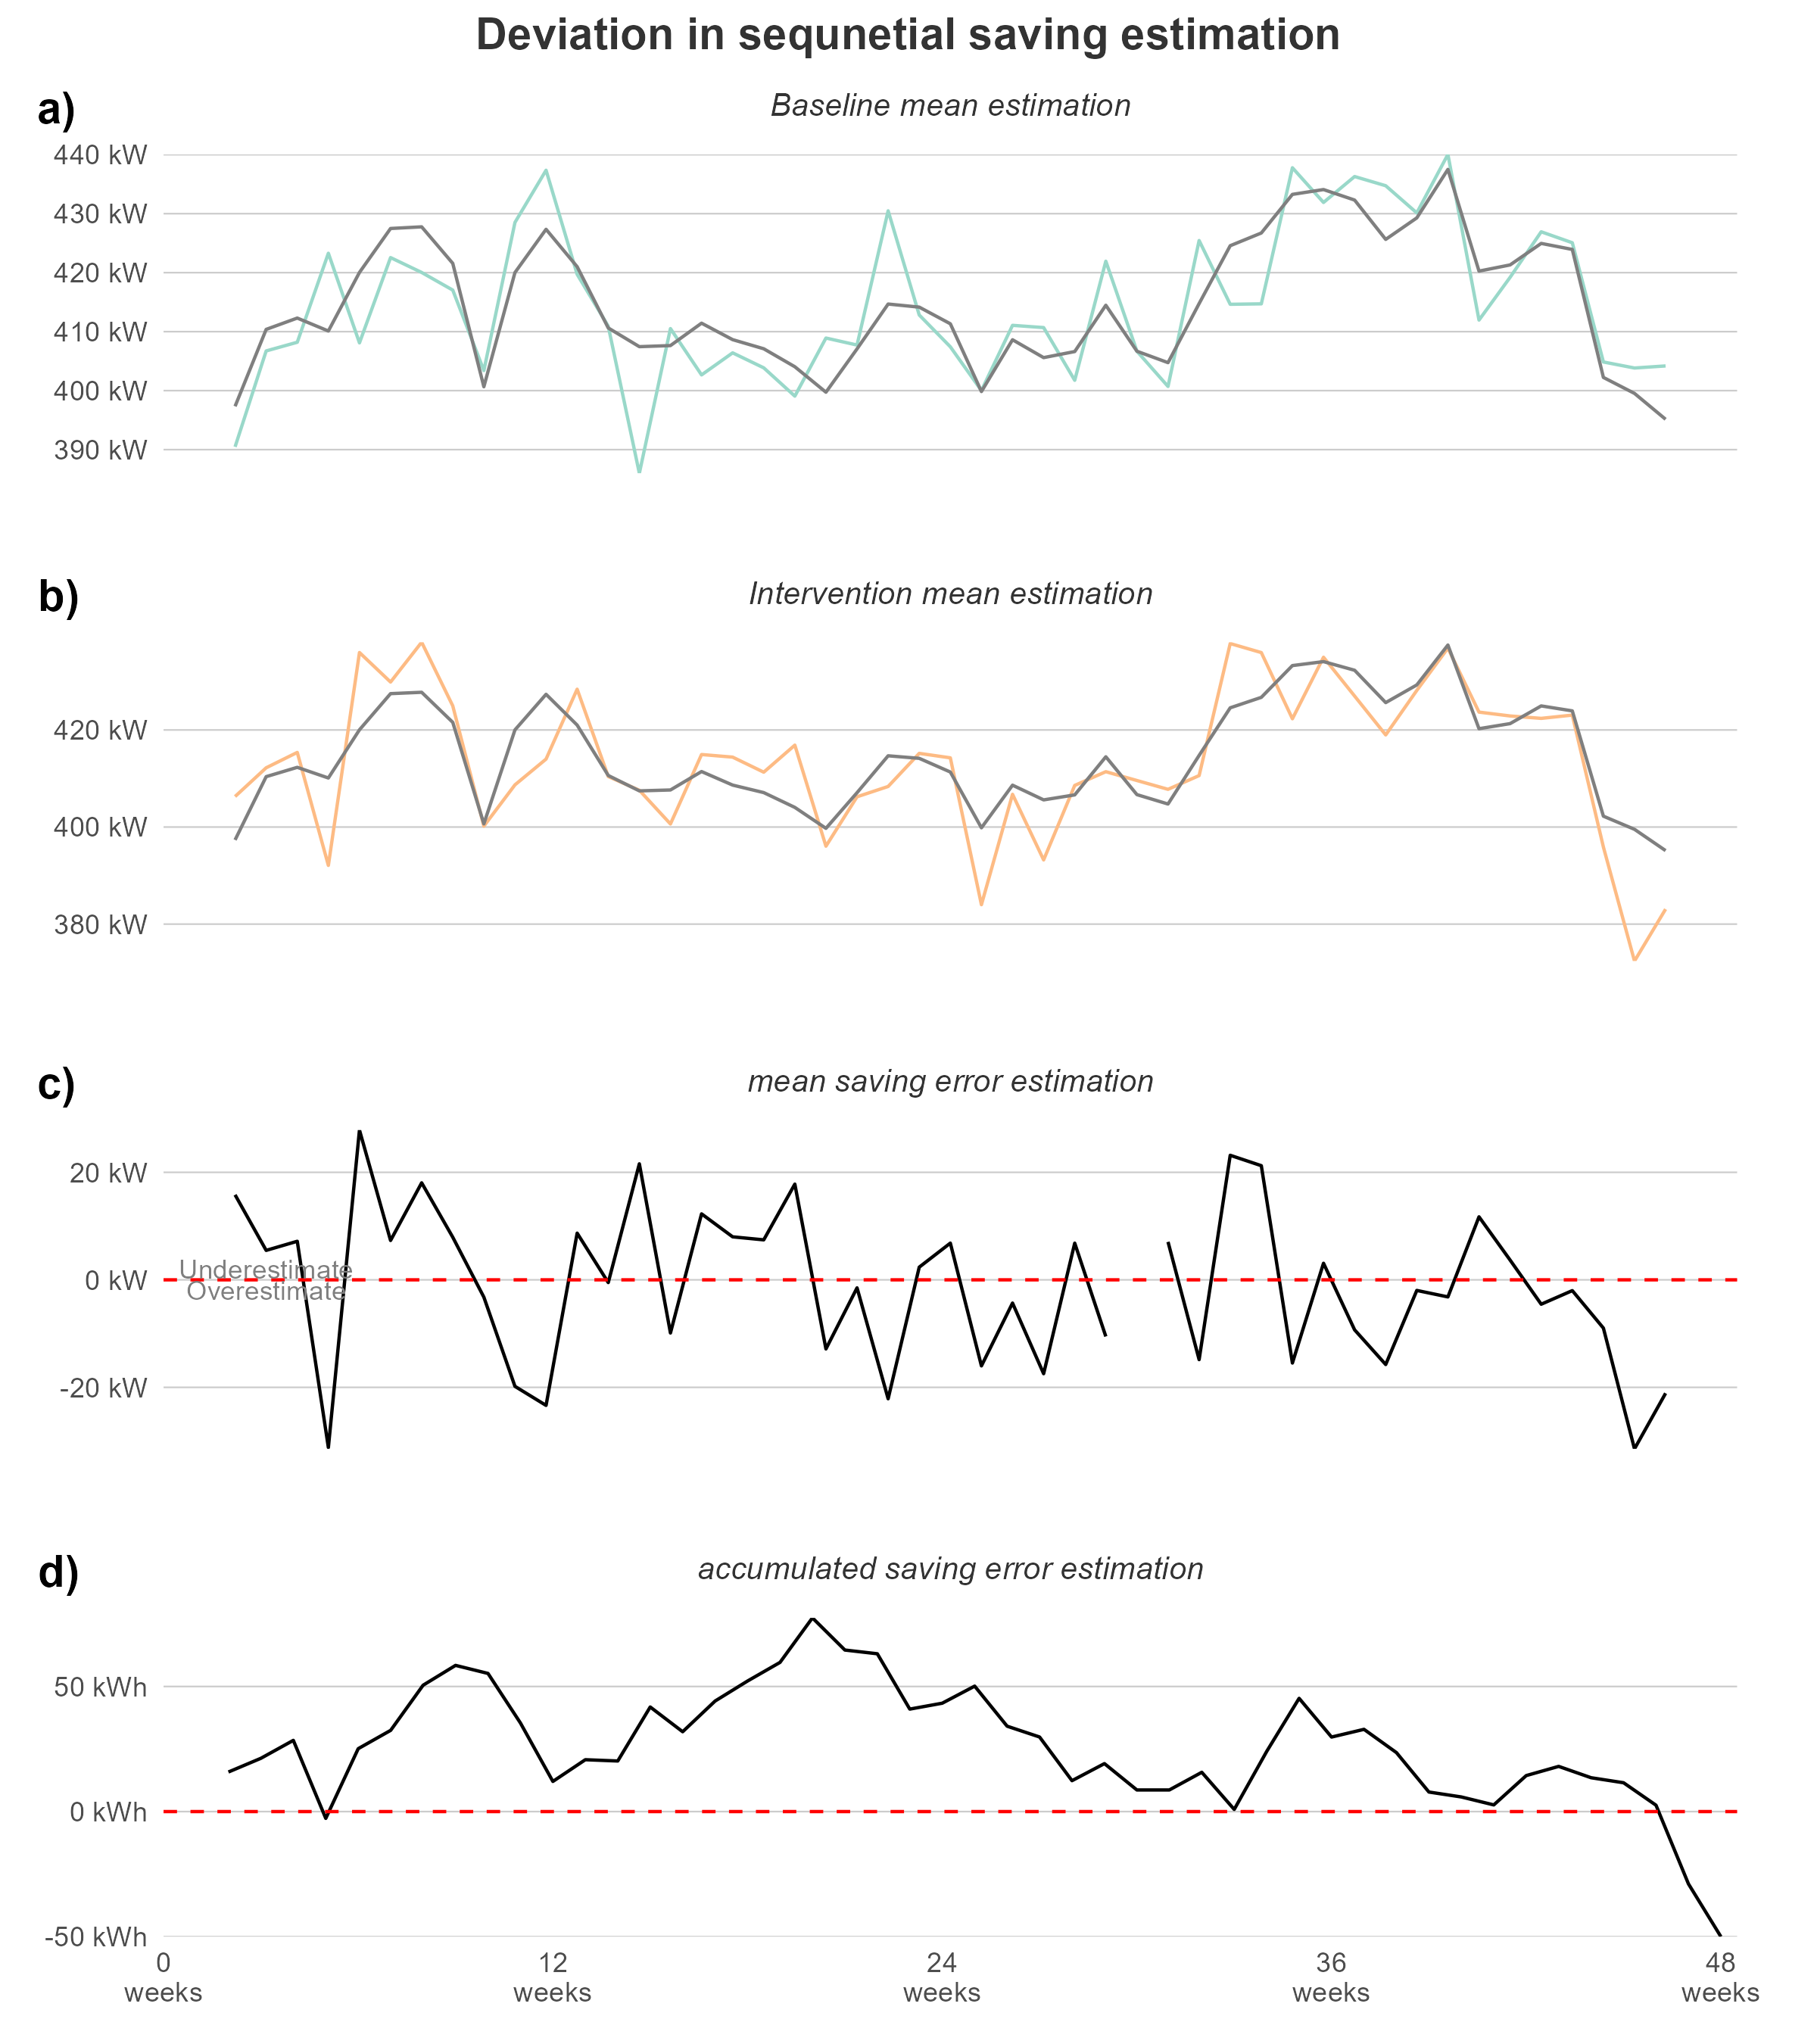 Deviation in sequnetial saving estimation
a)
Baseline mean estimation
440 kW
430 kW
420 kW
410 kW
400 kW
390 kW
b)
Intervention mean estimation
420 kW
400 kW
380 kW
c)
mean saving error estimation
20 kW
Underestimate
0 kW
Overestimate
-20 kW
d)
accumulated saving error estimation
50 kWh
0 kWh
-50 kWh
0 12 24 36 48
weeks weeks weeks weeks weeks